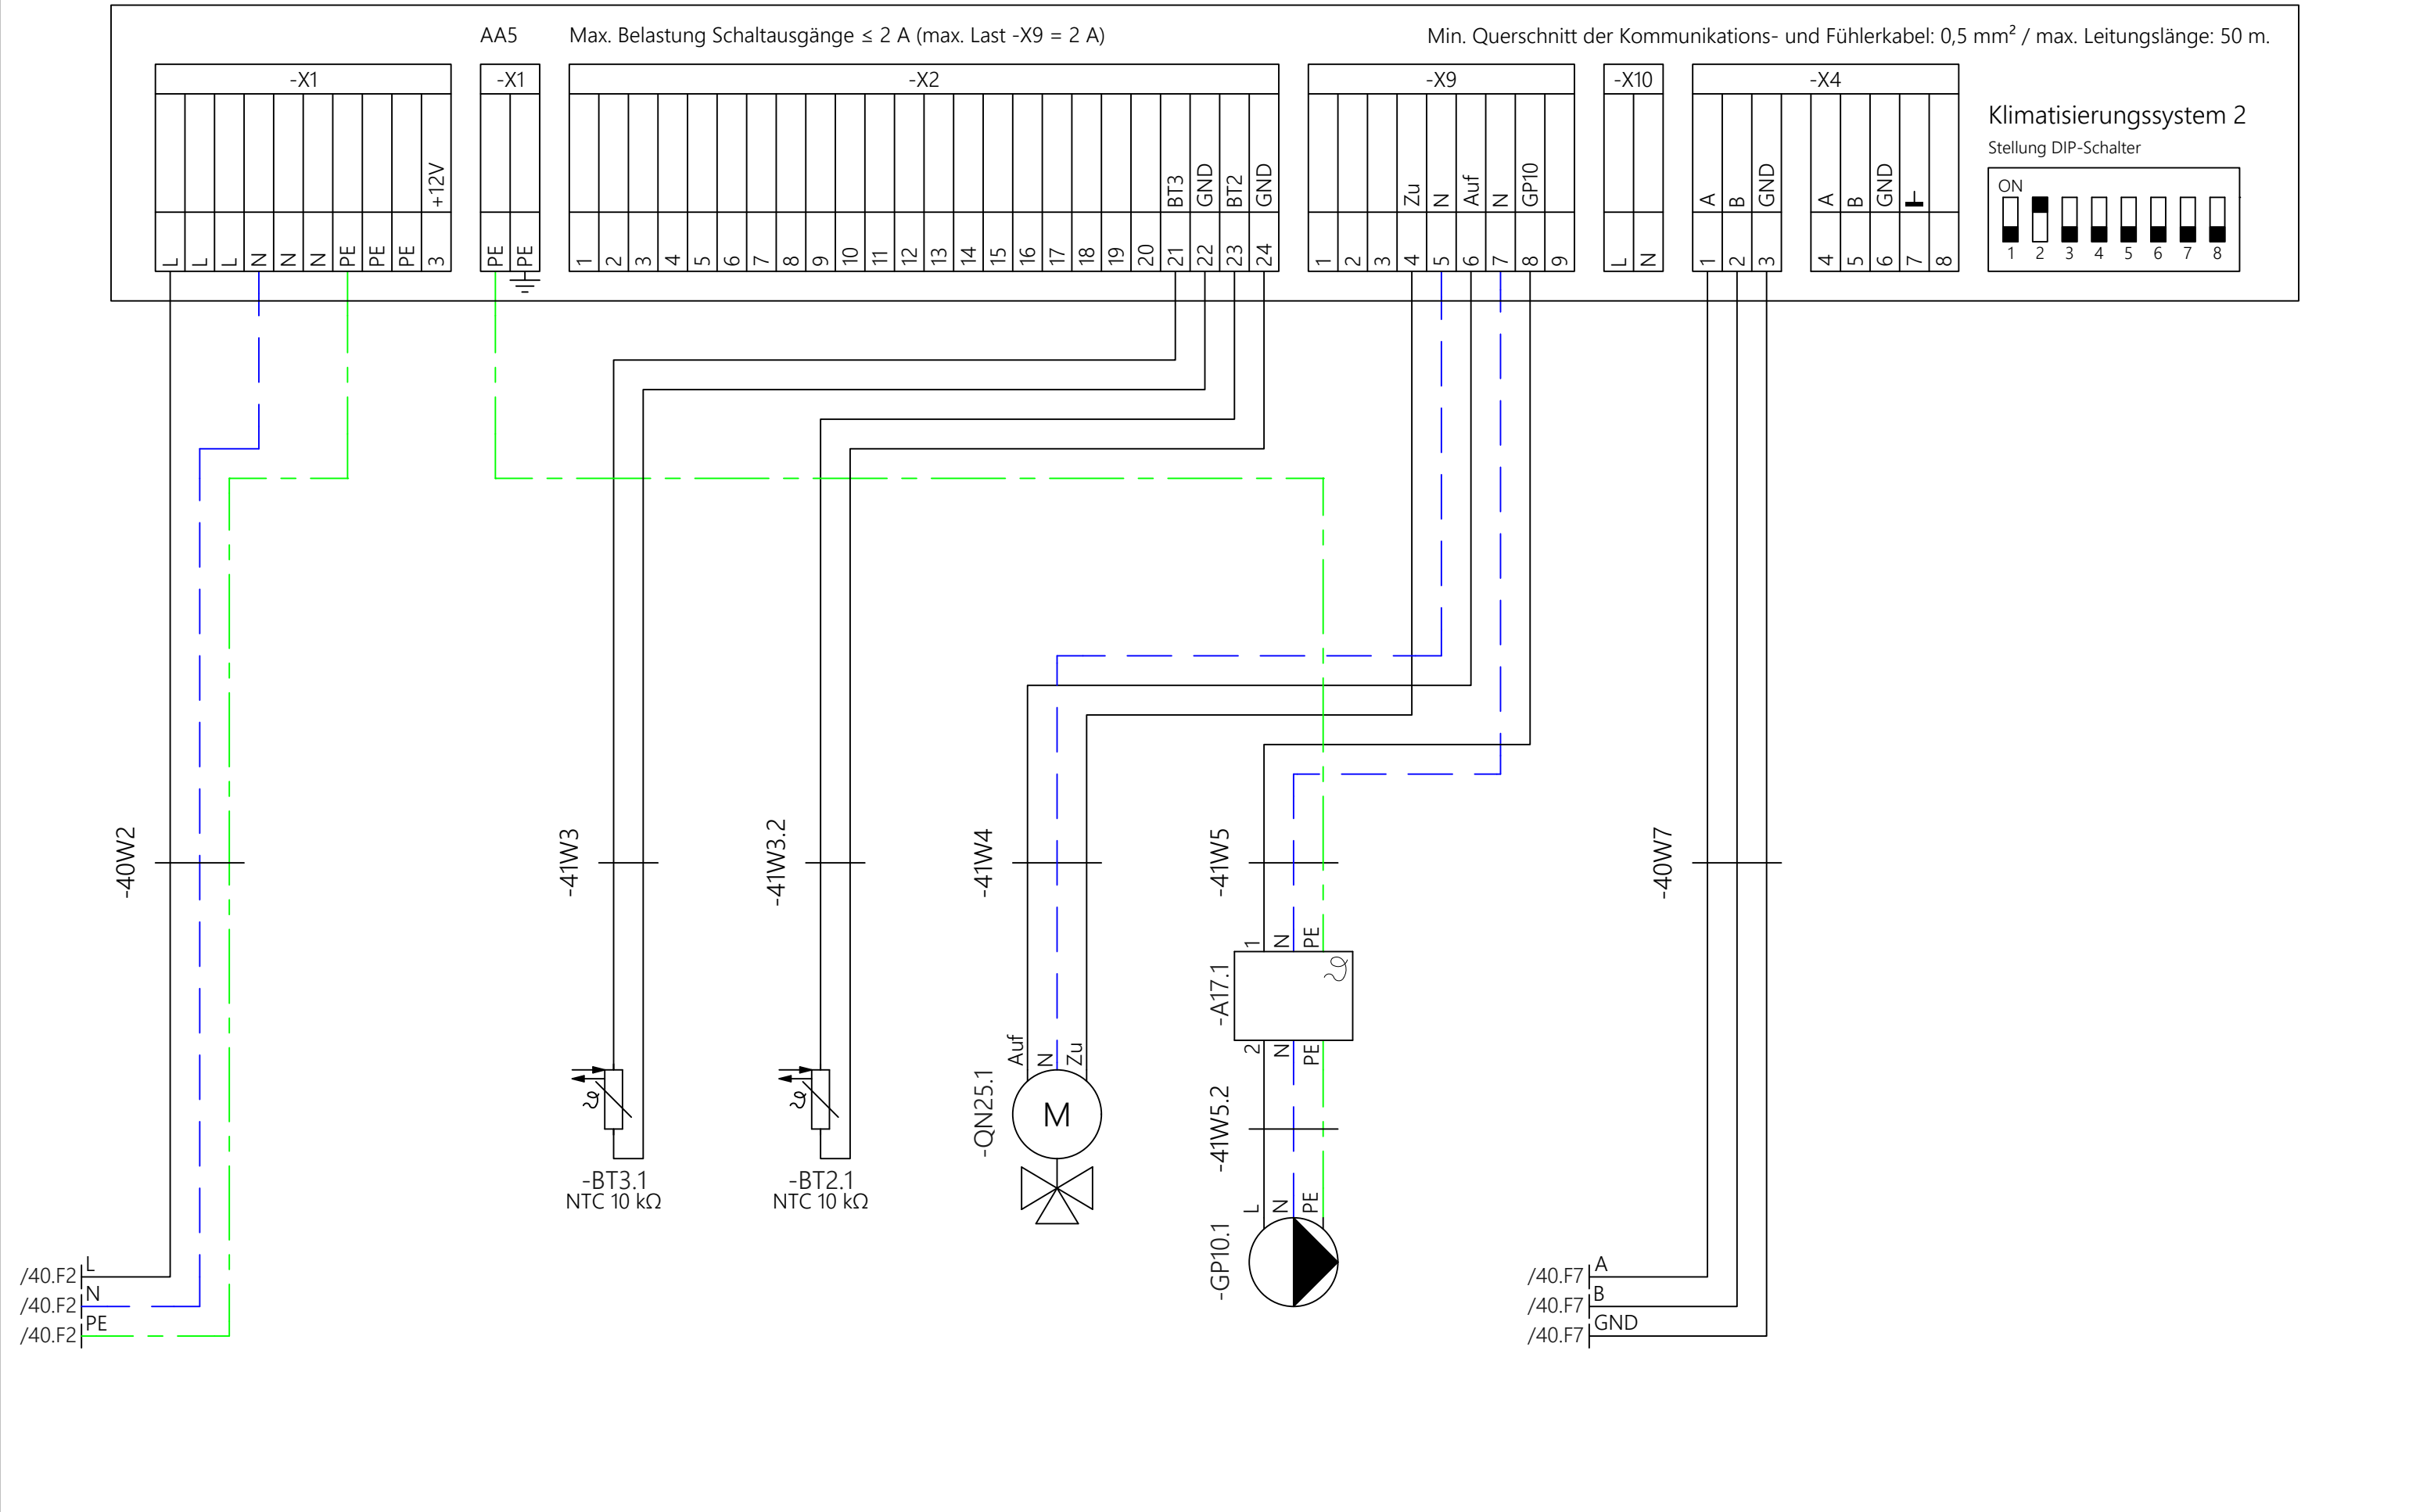 AA5 Max. Belastung Schaltausgänge ≤ 2 A (max. Last -X9 = 2 A) Min. Querschnitt der Kommunikations- und Fühlerkabel: 0,5 mm² / max. Leitungslänge: 50 m.
-X1 -X1 -X2 -X9 -X10 -X4
Klimatisierungssystem 2
Stellung DIP-Schalter
+12V BT3 GND BT2 GND Zu N Auf N GP10 A B GND A B GND
ON
L L L N N N PE PE PE 3 PE PE 1 2 3 4 5 6 7 8 9 10 11 12 13 14 15 16 17 18 19 20 21 22 23 24 1 2 3 4 5 6 7 8 9 L N 1 2 3 4 5 6 7 8
1 2 3 4 5 6 7 8
-40W2 -41W3 -41W3.2 -41W4 -41W5 -40W7
1 N PE
-A17.1
2 N PE
Auf N Zu
-QN25.1
M
-41W5.2
-BT3.1
NTC 10 kΩ
-BT2.1
NTC 10 kΩ
L N PE
-GP10.1
/40.F2 L
/40.F2 N
/40.F2 PE
/40.F7 A
/40.F7 B
/40.F7 GND